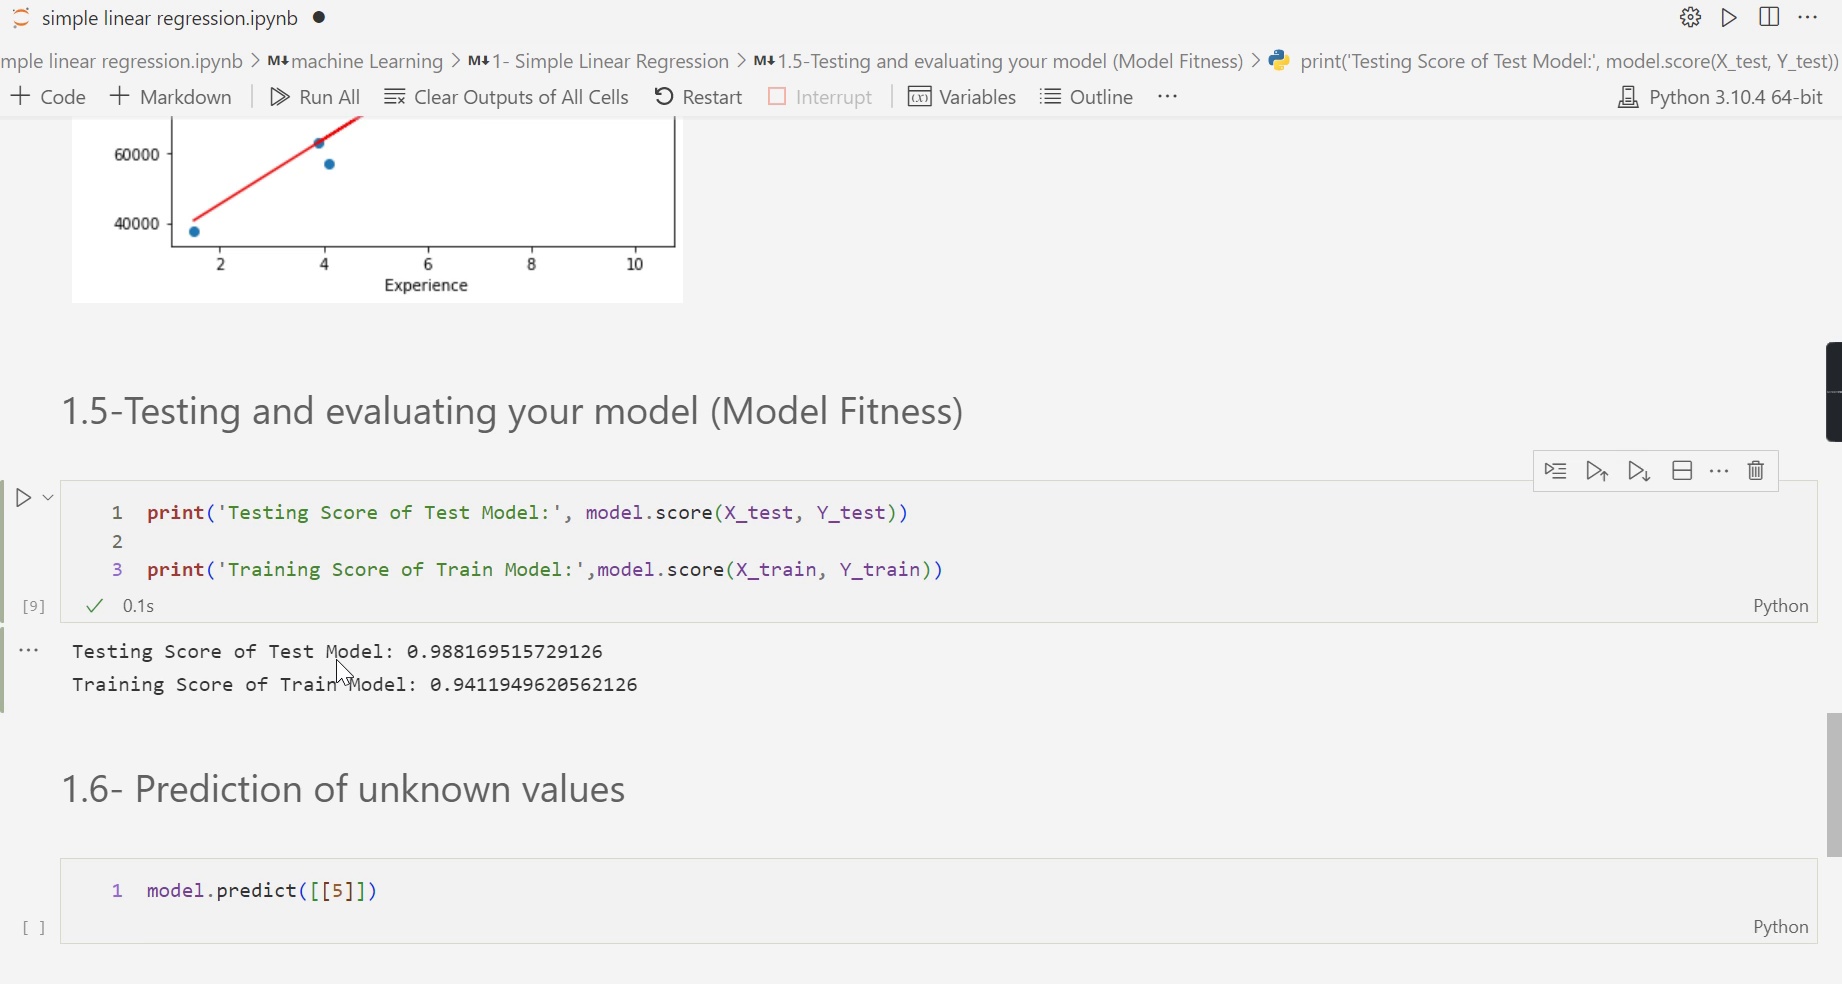 simple linear regression.ipynb
mple linear regression.ipynb > M↓machine Learning > M↓1- Simple Linear Regression > M↓1.5-Testing and evaluating your model (Model Fitness) > print('Testing Score of Test Model:', model.score(X_test, Y_test))
+ Code + Markdown Run All Clear Outputs of All Cells Restart Interrupt (x) Variables Outline ··· Python 3.10.4 64-bit
60000
40000
2 4 6 8 10
Experience
1.5-Testing and evaluating your model (Model Fitness)
1 print('Testing Score of Test Model:', model.score(X_test, Y_test))
2
3 print('Training Score of Train Model:',model.score(X_train, Y_train))
[9] ✓ 0.1s Python
Testing Score of Test Model: 0.988169515729126
Training Score of Train Model: 0.9411949620562126
1.6- Prediction of unknown values
1 model.predict([[5]])
[ ] Python